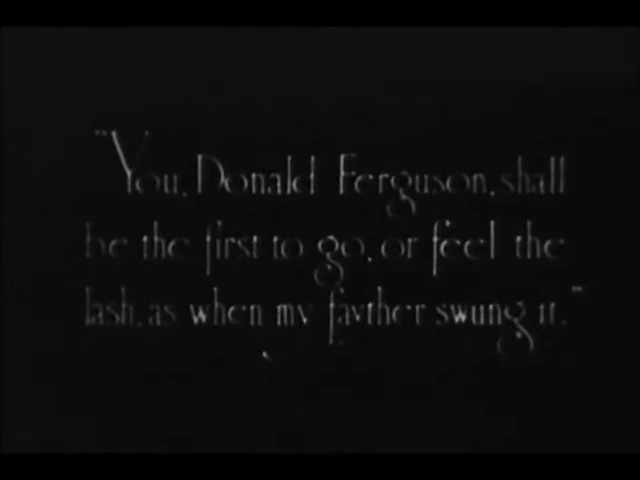 "You, Donald Ferguson, shall
be the first to go, or feel the
lash, as when my fayther swung it."